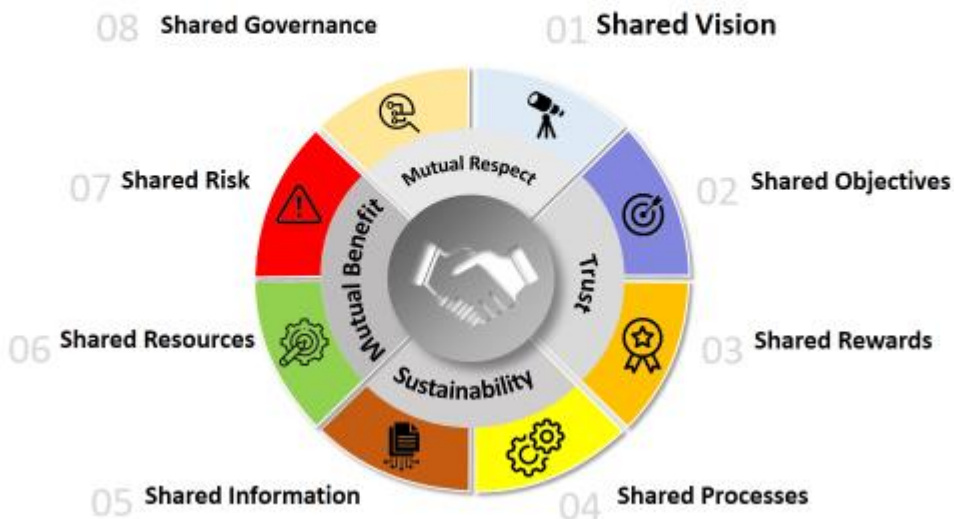 01 Shared Vision
02 Shared Objectives
03 Shared Rewards
04 Shared Processes
05 Shared Information
06 Shared Resources
07 Shared Risk
08 Shared Governance
Mutual Respect
Trust
Sustainability
Mutual Benefit